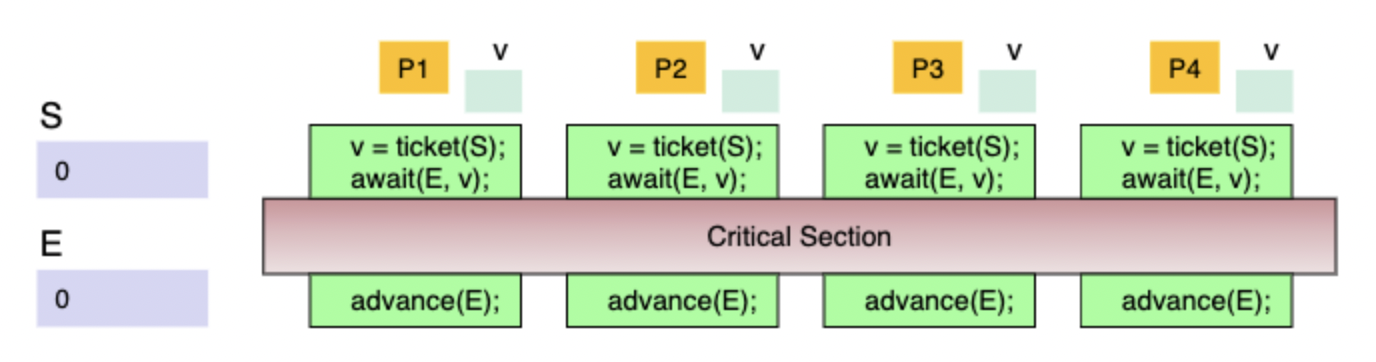 P1 v P2 v P3 v P4 v
S
0
v = ticket(S); v = ticket(S); v = ticket(S); v = ticket(S);
await(E, v); await(E, v); await(E, v); await(E, v);
Critical Section
E
0
advance(E); advance(E); advance(E); advance(E);